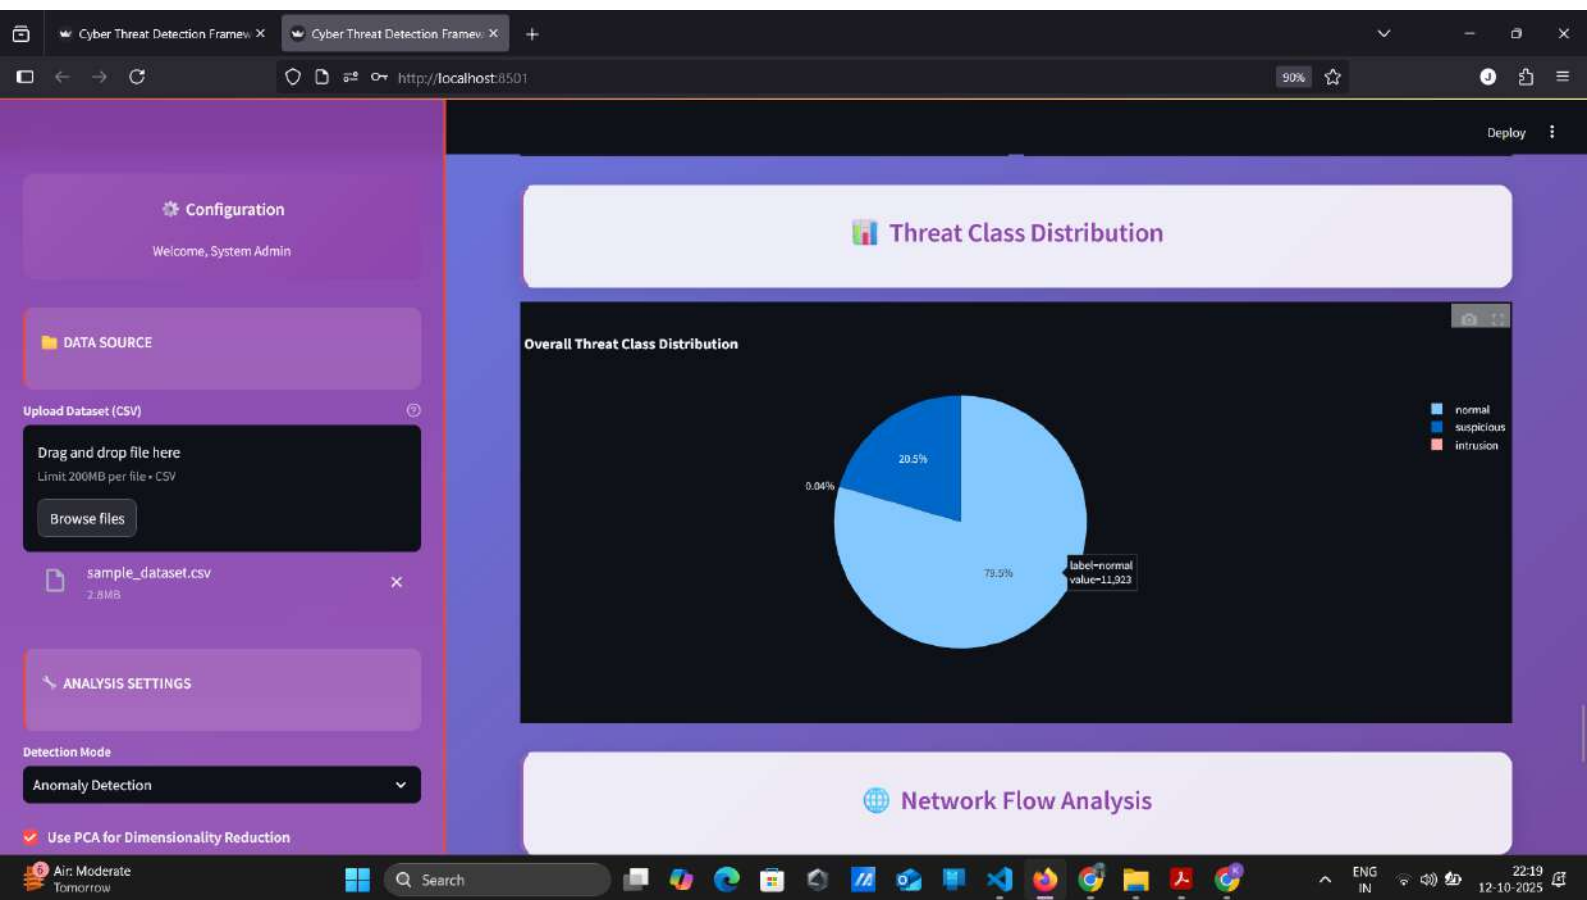 Cyber Threat Detection Framew
Cyber Threat Detection Framew
http://localhost:8501
90%
J
Deploy
Configuration
Welcome, System Admin
DATA SOURCE
Upload Dataset (CSV)
Drag and drop file here
Limit 200MB per file • CSV
Browse files
sample_dataset.csv
2.8MB
ANALYSIS SETTINGS
Detection Mode
Anomaly Detection
Use PCA for Dimensionality Reduction
Threat Class Distribution
Overall Threat Class Distribution
normal
suspicious
intrusion
20.5%
0.04%
79.5%
label=normal
value=11,923
Network Flow Analysis
6
Air: Moderate
Tomorrow
Search
ENG
IN
22:19
12-10-2025